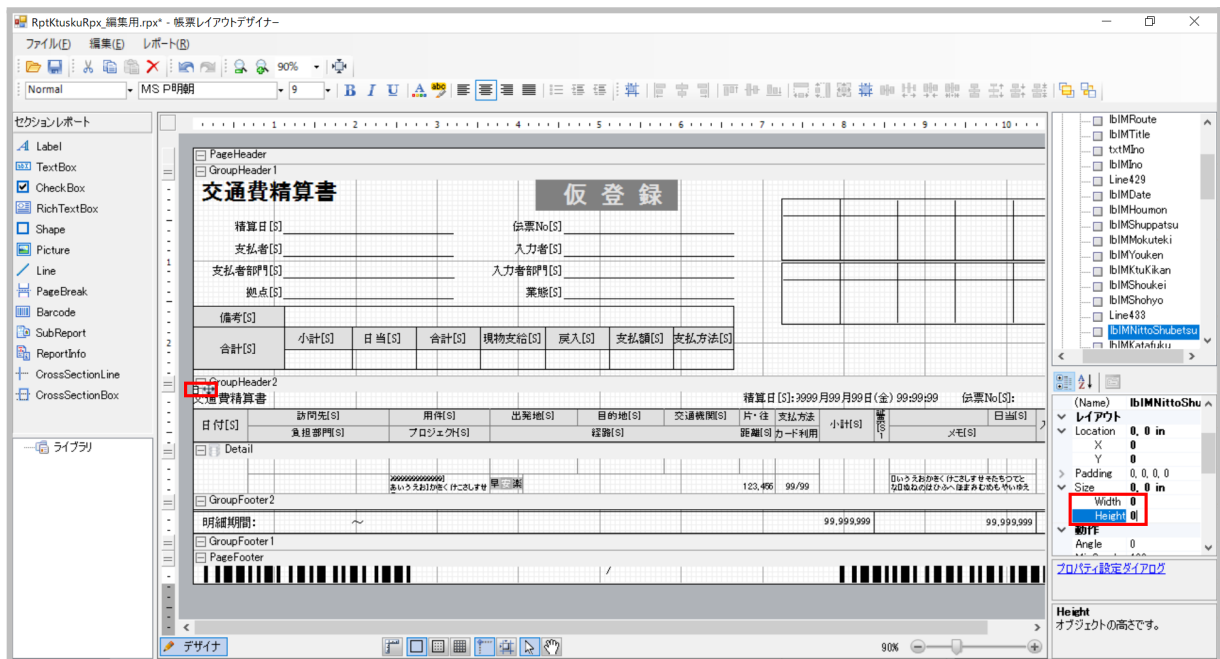 RptKtuskuRpx_編集用.rpx* - 帳票レイアウトデザイナー
ファイル(F) 編集(E) レポート(R)
90%
Normal MS P明朝 9 B I U
セクションレポート
Label
TextBox
CheckBox
RichTextBox
Shape
Picture
Line
PageBreak
Barcode
SubReport
ReportInfo
CrossSectionLine
CrossSectionBox
ライブラリ
1 2 3 4 5 6 7 8 9 10
PageHeader
GroupHeader1
交通費精算書 仮登録
精算日[S] 伝票No[S]
支払者[S] 入力者[S]
支払者部門[S] 入力者部門[S]
拠点[S] 業態[S]
備考[S]
合計[S] 小計[S] 日当[S] 合計[S] 現物支給[S] 戻入[S] 支払額[S] 支払方法[S]
GroupHeader2
交通費精算書 精算日[S]:9999月99月99日(金) 99:99:99 伝票No[S]:
日付[S] 訪問先[S] 用件[S] 出発地[S] 目的地[S] 交通機関[S] 片・往 支払方法 小計[S] 日当[S]
負担部門[S] プロジェクト[S] 経路[S] 距離[S] カード利用 メモ[S]
Detail
123,456 99/99
GroupFooter2
明細期間: ～ 99,999,999 99,999,999
GroupFooter1
PageFooter
/
デザイナ
90%
lblMRoute
lblMTitle
txtMIno
lblMIno
Line429
lblMDate
lblMHoumon
lblMShuppatsu
lblMMokuteki
lblMYouken
lblMKtuKikan
lblMShoukei
lblMShohyo
Line433
lblMNittoShubetsu
lblMKatafuku
(Name) lblMNittoShu
レイアウト
Location 0, 0 in
X 0
Y 0
Padding 0, 0, 0, 0
Size 0, 0 in
Width 0
Height 0
動作
Angle 0
プロパティ設定ダイアログ
Height
オブジェクトの高さです。